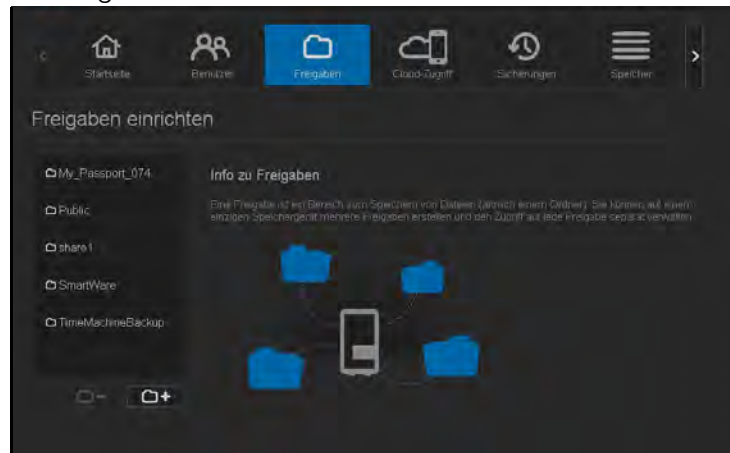 Startseite
Benutzer
Freigaben
Cloud-Zugriff
Sicherungen
Speicher
Freigaben einrichten
My_Passport_074
Public
share1
SmartWare
TimeMachineBackup
Info zu Freigaben
Eine Freigabe ist ein Bereich zum Speichern von Dateien (ähnlich einem Ordner). Sie können auf einem
einzigen Speichergerät mehrere Freigaben erstellen und den Zugriff auf jede Freigabe separat verwalten.